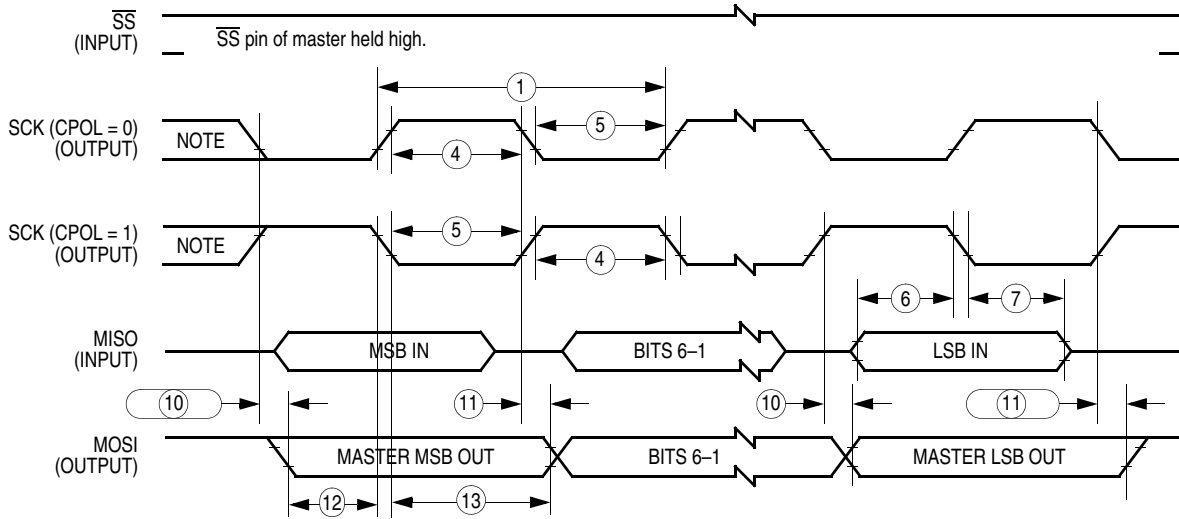 SS
(INPUT)
SS pin of master held high.
1
SCK (CPOL = 0)
(OUTPUT)
NOTE
5
4
SCK (CPOL = 1)
(OUTPUT)
NOTE
5
4
6
7
MISO
(INPUT)
MSB IN
BITS 6–1
LSB IN
10
11
10
11
MOSI
(OUTPUT)
MASTER MSB OUT
BITS 6–1
MASTER LSB OUT
12
13